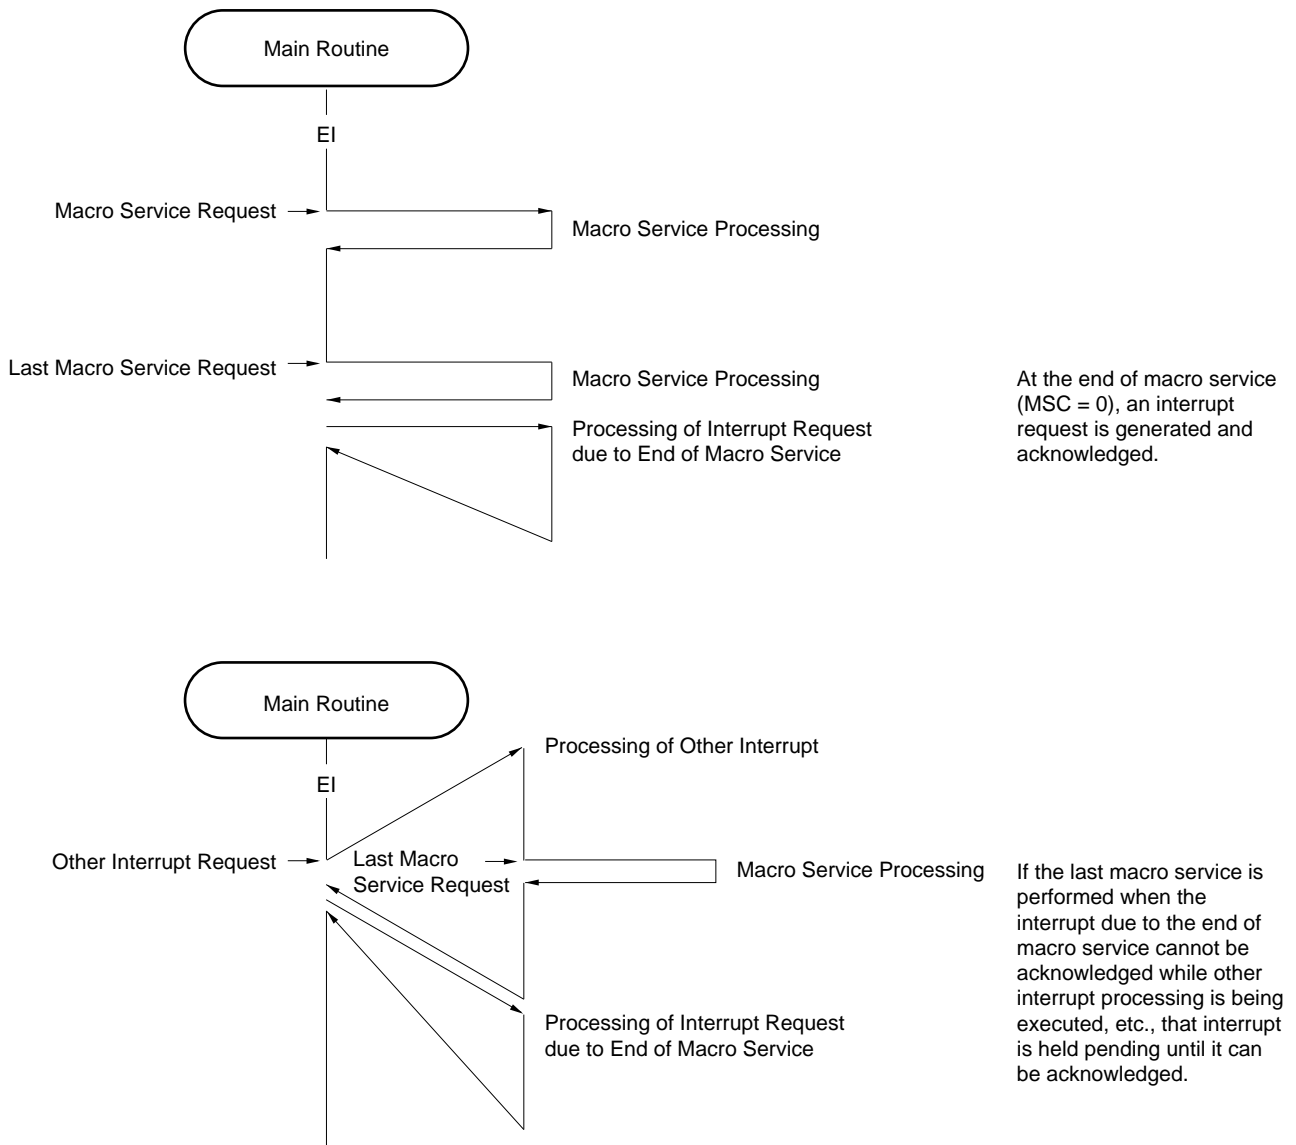 Main Routine
EI
Macro Service Request
Macro Service Processing
Last Macro Service Request
Macro Service Processing
Processing of Interrupt Request
due to End of Macro Service
At the end of macro service
(MSC = 0), an interrupt
request is generated and
acknowledged.
Main Routine
EI
Processing of Other Interrupt
Other Interrupt Request
Last Macro
Service Request
Macro Service Processing
Processing of Interrupt Request
due to End of Macro Service
If the last macro service is
performed when the
interrupt due to the end of
macro service cannot be
acknowledged while other
interrupt processing is being
executed, etc., that interrupt
is held pending until it can
be acknowledged.